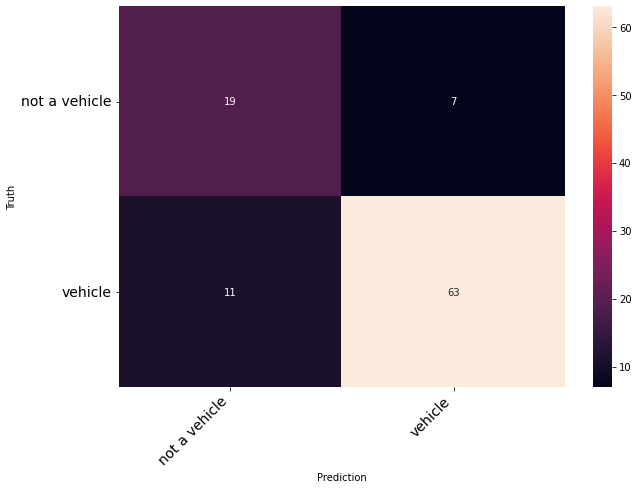 60
not a vehicle
19
7
50
40
Truth
30
vehicle
11
63
20
10
not a vehicle
vehicle
Prediction